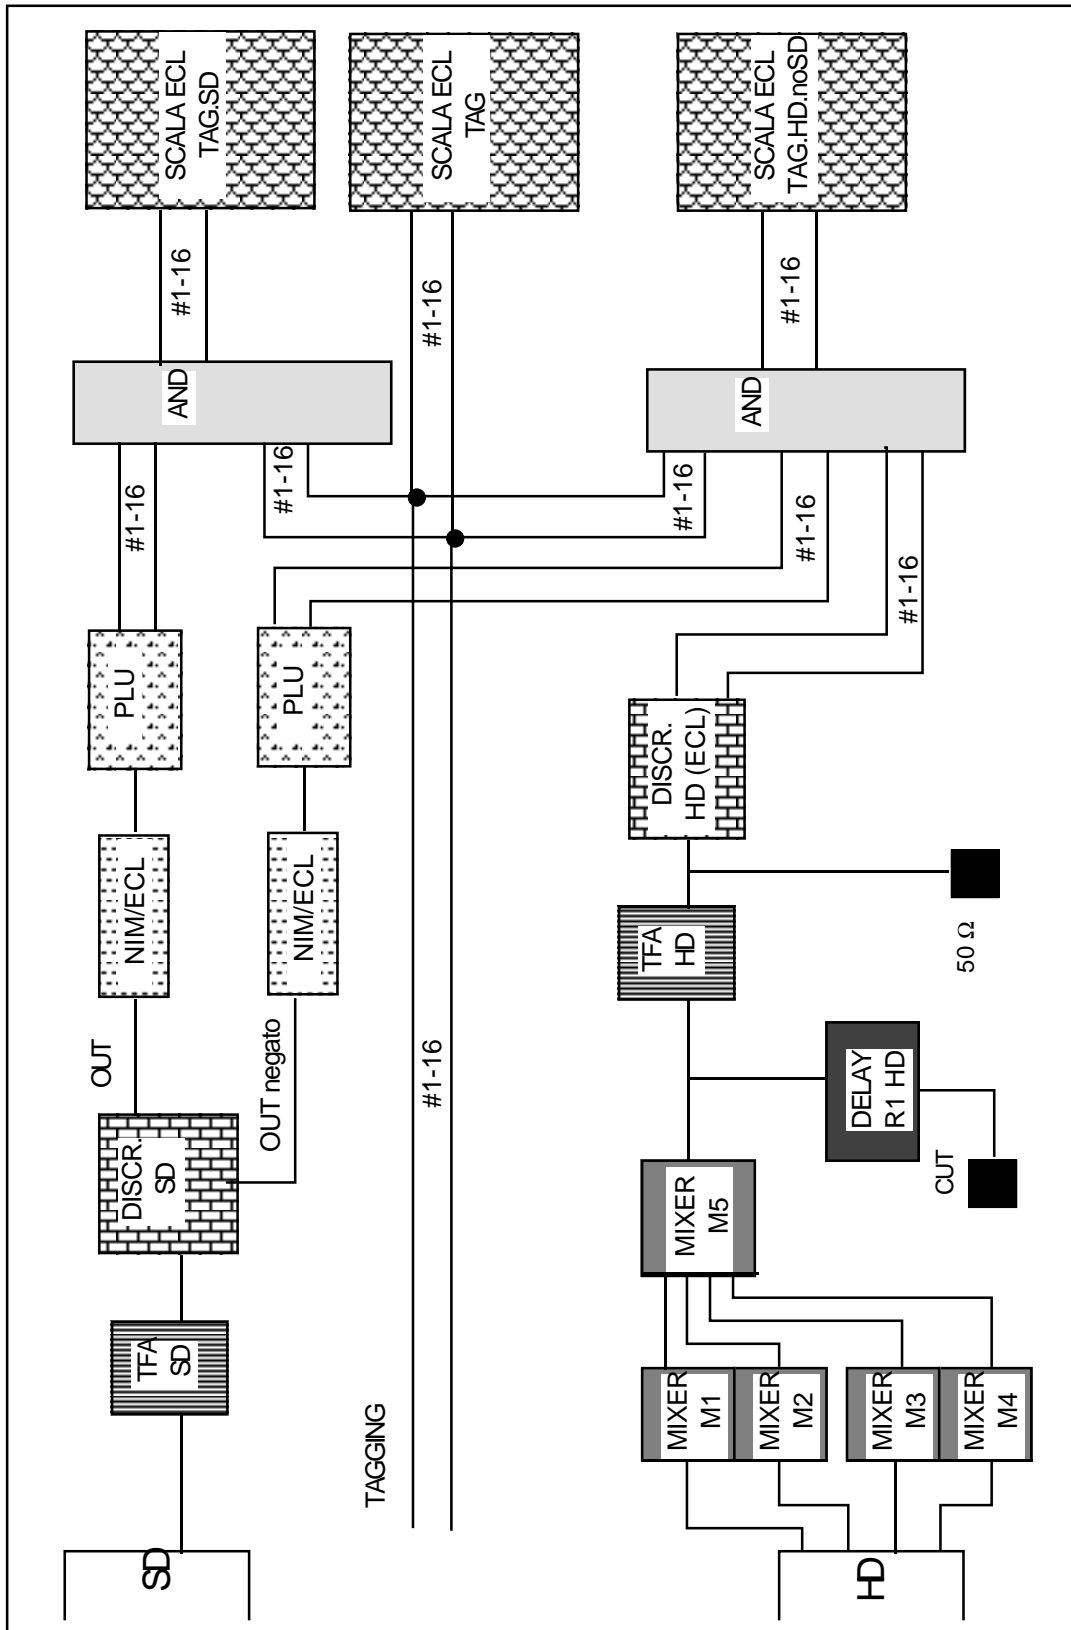 SCALA ECL
TAG.SD
SCALA ECL
TAG
SCALA ECL
TAG.HD.noSD
#1-16
#1-16
#1-16
AND
AND
#1-16
#1-16
#1-16
#1-16
#1-16
PLU
PLU
DISCR.
HD (ECL)
NIM/ECL
NIM/ECL
TFA
HD
50 Ω
OUT
OUT negato
#1-16
DELAY
R1 HD
CUT
DISCR.
SD
MIXER
M5
TFA
SD
MIXER
M1
MIXER
M2
MIXER
M3
MIXER
M4
TAGGING
SD
HD